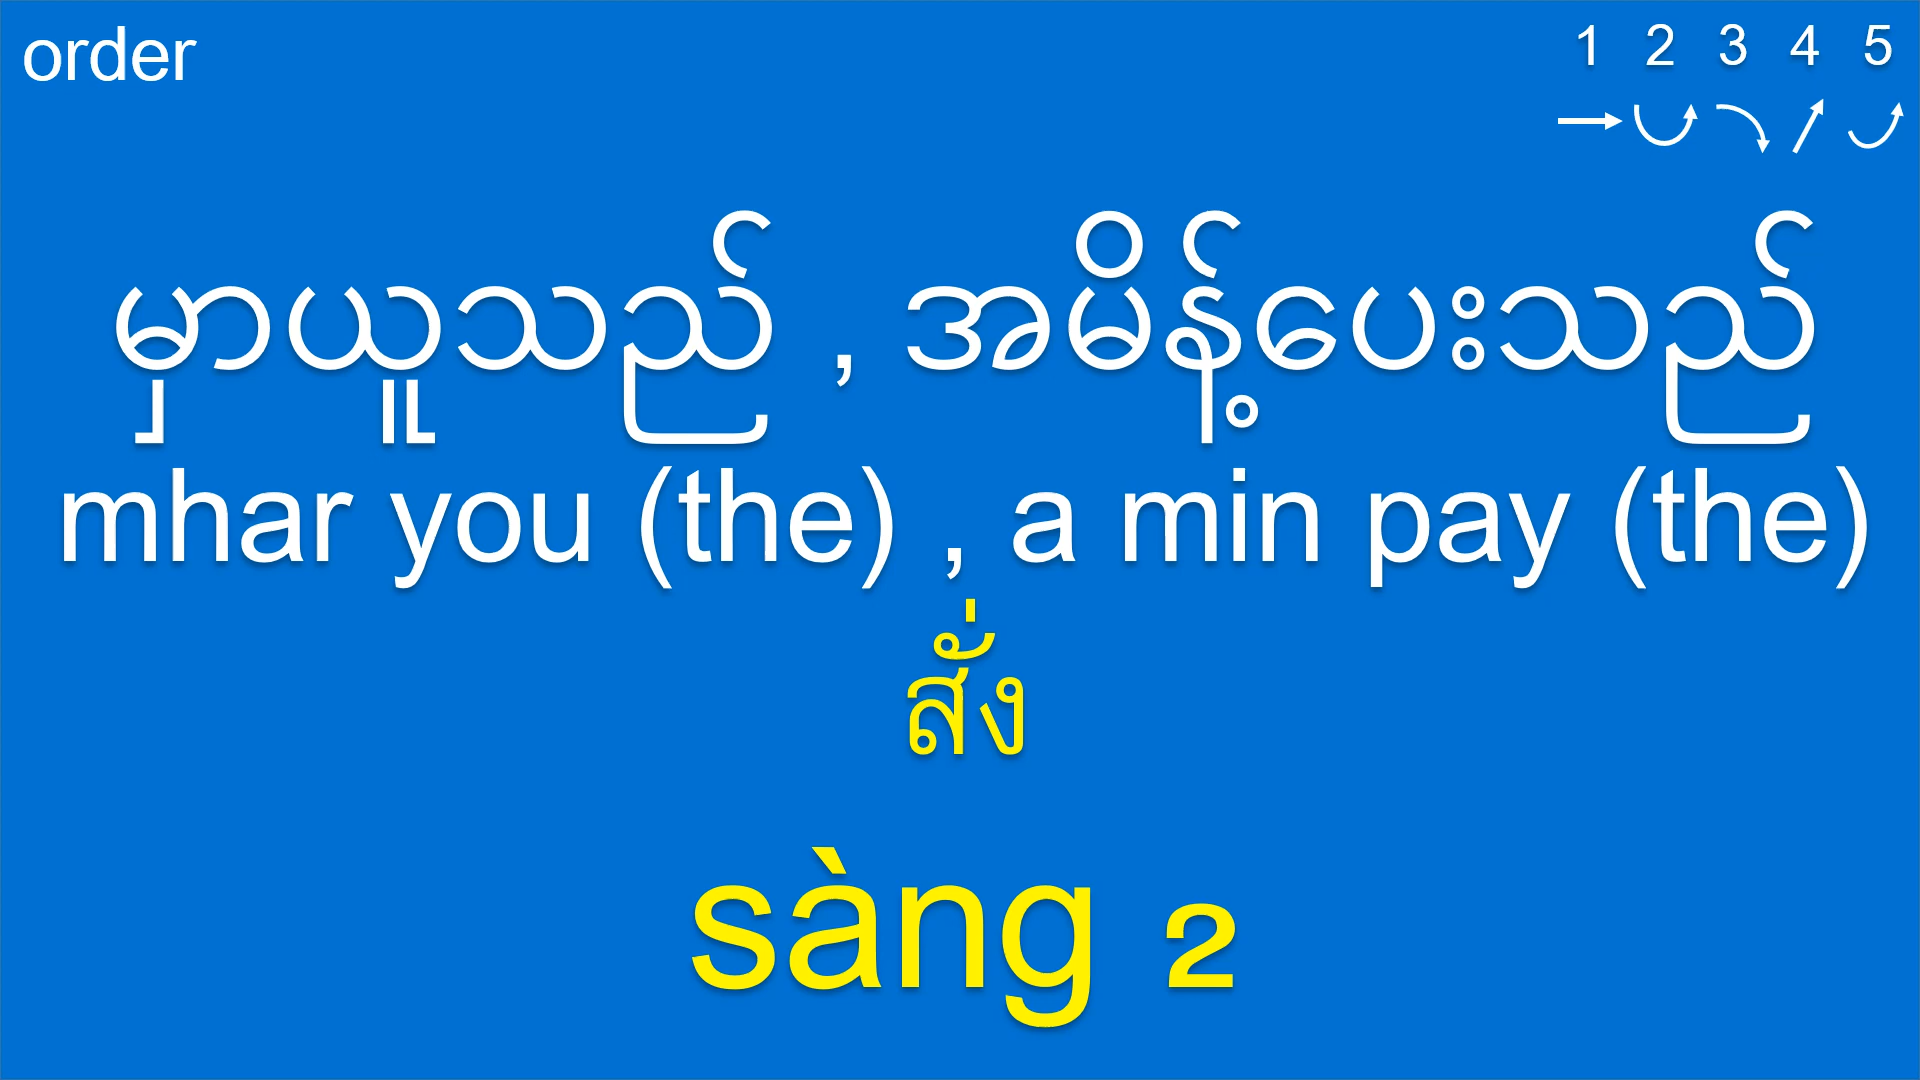 order
1 2 3 4 5
မှာယူသည် , အမိန့်ပေးသည်
mhar you (the) , a min pay (the)
สั่ง
sàng 2